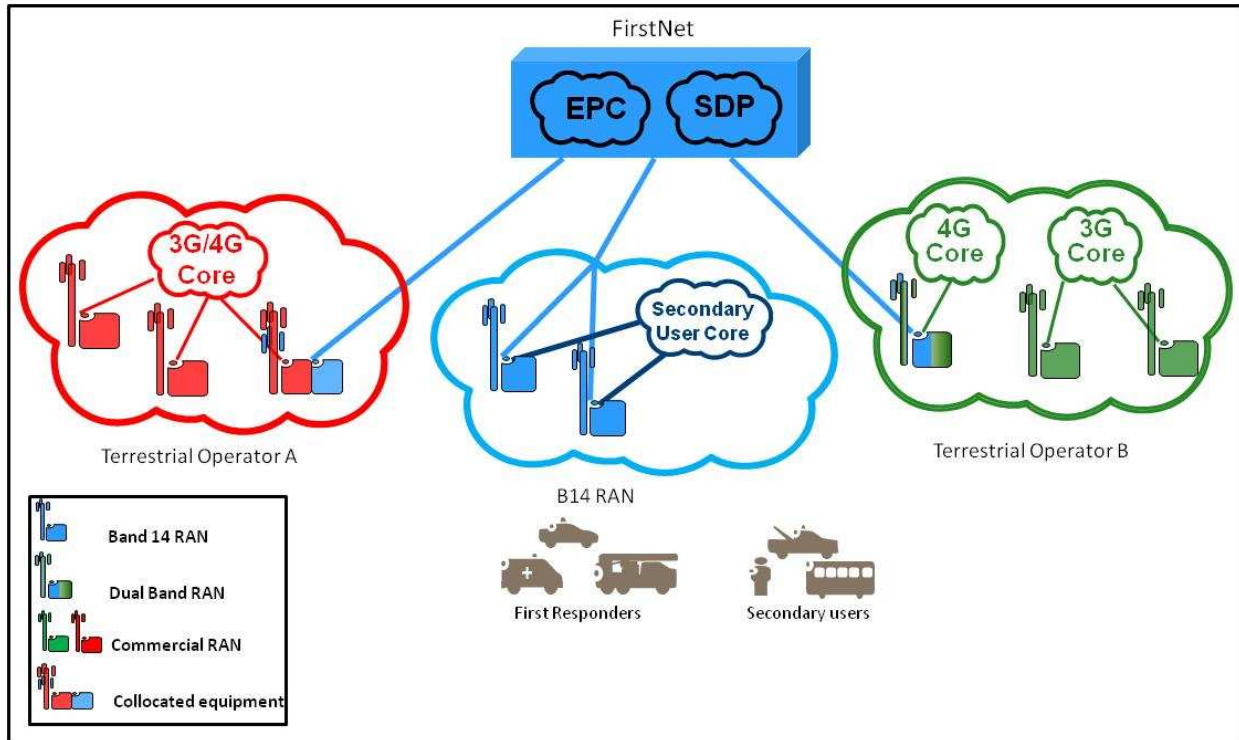 FirstNet
EPC
SDP
3G/4G
Core
4G
Core
3G
Core
Secondary
User Core
Terrestrial Operator A
Terrestrial Operator B
B14 RAN
Band 14 RAN
Dual Band RAN
Commercial RAN
Collocated equipment
First Responders
Secondary users